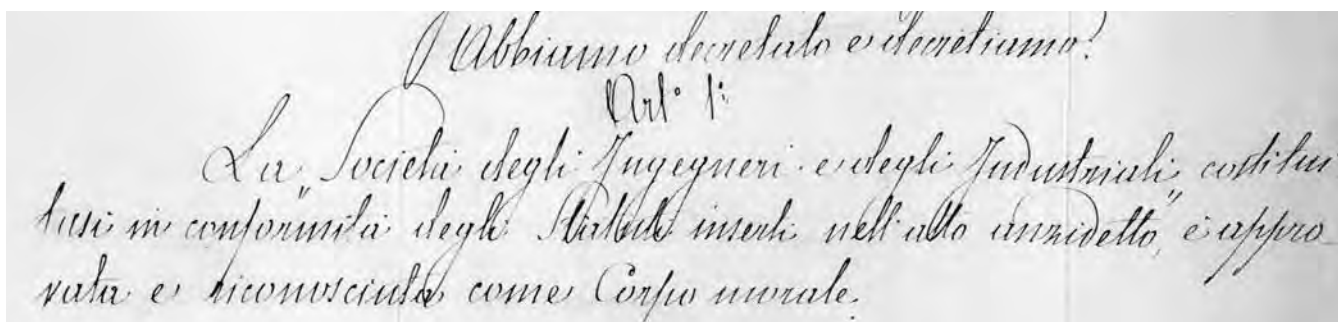 Abbiamo decretato e decretiamo:
Art.° 1°:
La "Società degli Ingegneri e degli Industriali, costitui
tasi in conformità degli Statuti inserti nell'atto anzidetto," è appro
vata e riconosciuta come Corpo morale.